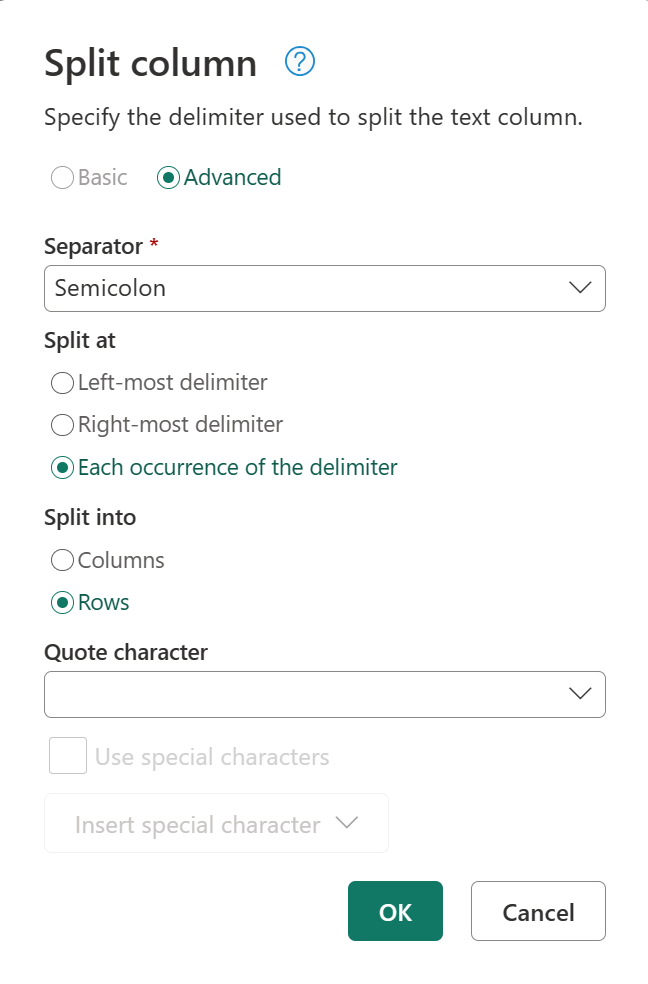 Split column ?
Specify the delimiter used to split the text column.
Basic Advanced
Separator *
Semicolon
Split at
Left-most delimiter
Right-most delimiter
Each occurrence of the delimiter
Split into
Columns
Rows
Quote character
Use special characters
Insert special character
OK Cancel